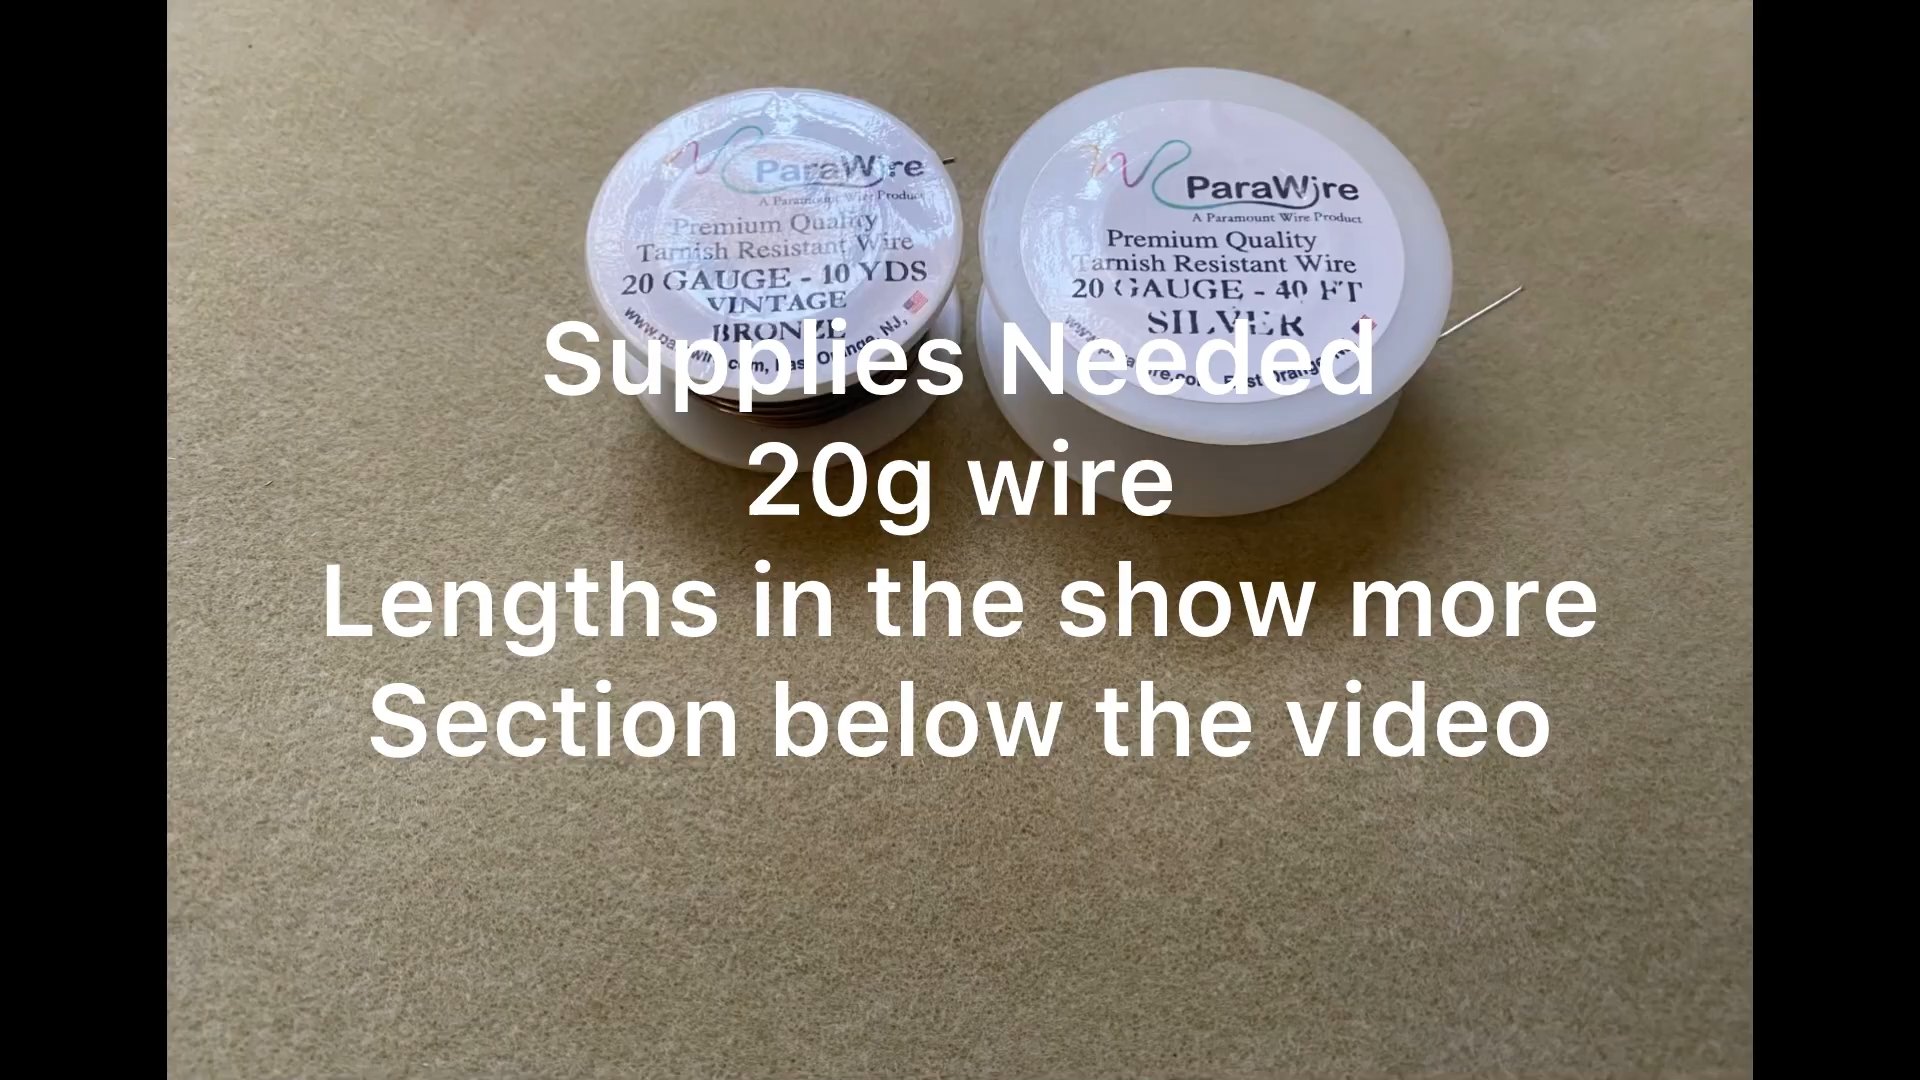 ParaWire
A Paramount Wire Product
Premium Quality
Tarnish Resistant Wire
20 GAUGE - 10 YDS
VINTAGE
BRONZE
ParaWire
A Paramount Wire Product
Premium Quality
Tarnish Resistant Wire
20 GAUGE - 40 FT
SILVER
Supplies Needed
20g wire
Lengths in the show more
Section below the video